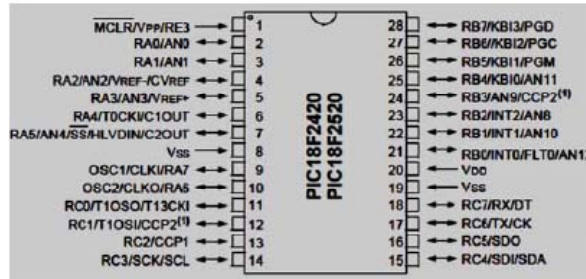 MCLR/VPP/RE3 1
RA0/AN0 2
RA1/AN1 3
RA2/AN2/VREF-/CVREF 4
RA3/AN3/VREF+ 5
RA4/T0CKI/C1OUT 6
RA5/AN4/SS/HLVDIN/C2OUT 7
VSS 8
OSC1/CLKI/RA7 9
OSC2/CLKO/RA6 10
RC0/T1OSO/T13CKI 11
RC1/T1OSI/CCP2(1) 12
RC2/CCP1 13
RC3/SCK/SCL 14
PIC18F2420
PIC18F2520
28 RB7/KBI3/PGD
27 RB6//KBI2/PGC
26 RB5/KBI1/PGM
25 RB4/KBI0/AN11
24 RB3/AN9/CCP2(1)
23 RB2/INT2/AN8
22 RB1/INT1/AN10
21 RB0/INT0/FLT0/AN12
20 VDD
19 VSS
18 RC7/RX/DT
17 RC6/TX/CK
16 RC5/SDO
15 RC4/SDI/SDA